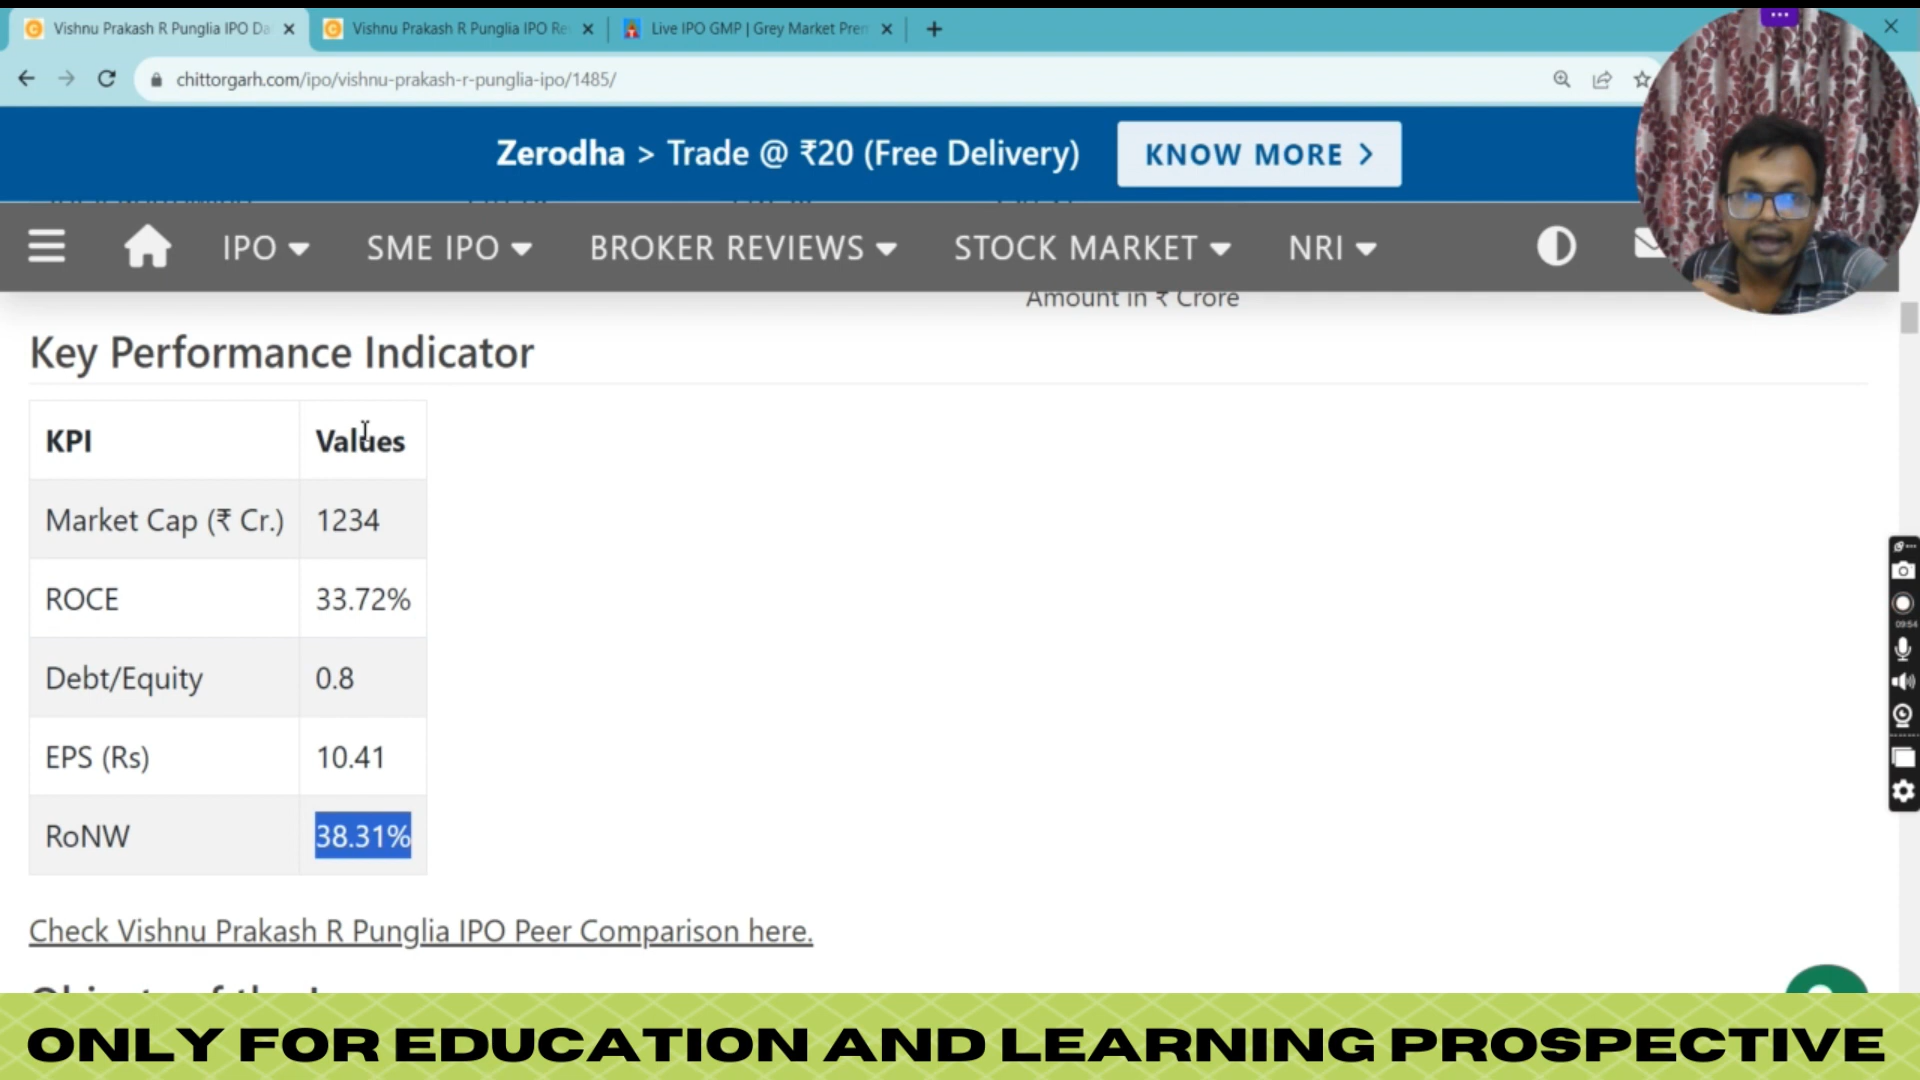 Vishnu Prakash R Punglia IPO Da
Vishnu Prakash R Punglia IPO Re
Live IPO GMP | Grey Market Prem
chittorgarh.com/ipo/vishnu-prakash-r-punglia-ipo/1485/
Zerodha > Trade @ ₹20 (Free Delivery)
KNOW MORE >
IPO
SME IPO
BROKER REVIEWS
STOCK MARKET
NRI
Amount in ₹ Crore
Key Performance Indicator
KPI Values
Market Cap (₹ Cr.) 1234
ROCE 33.72%
Debt/Equity 0.8
EPS (Rs) 10.41
RoNW 38.31%
Check Vishnu Prakash R Punglia IPO Peer Comparison here.
09:54
ONLY FOR EDUCATION AND LEARNING PROSPECTIVE